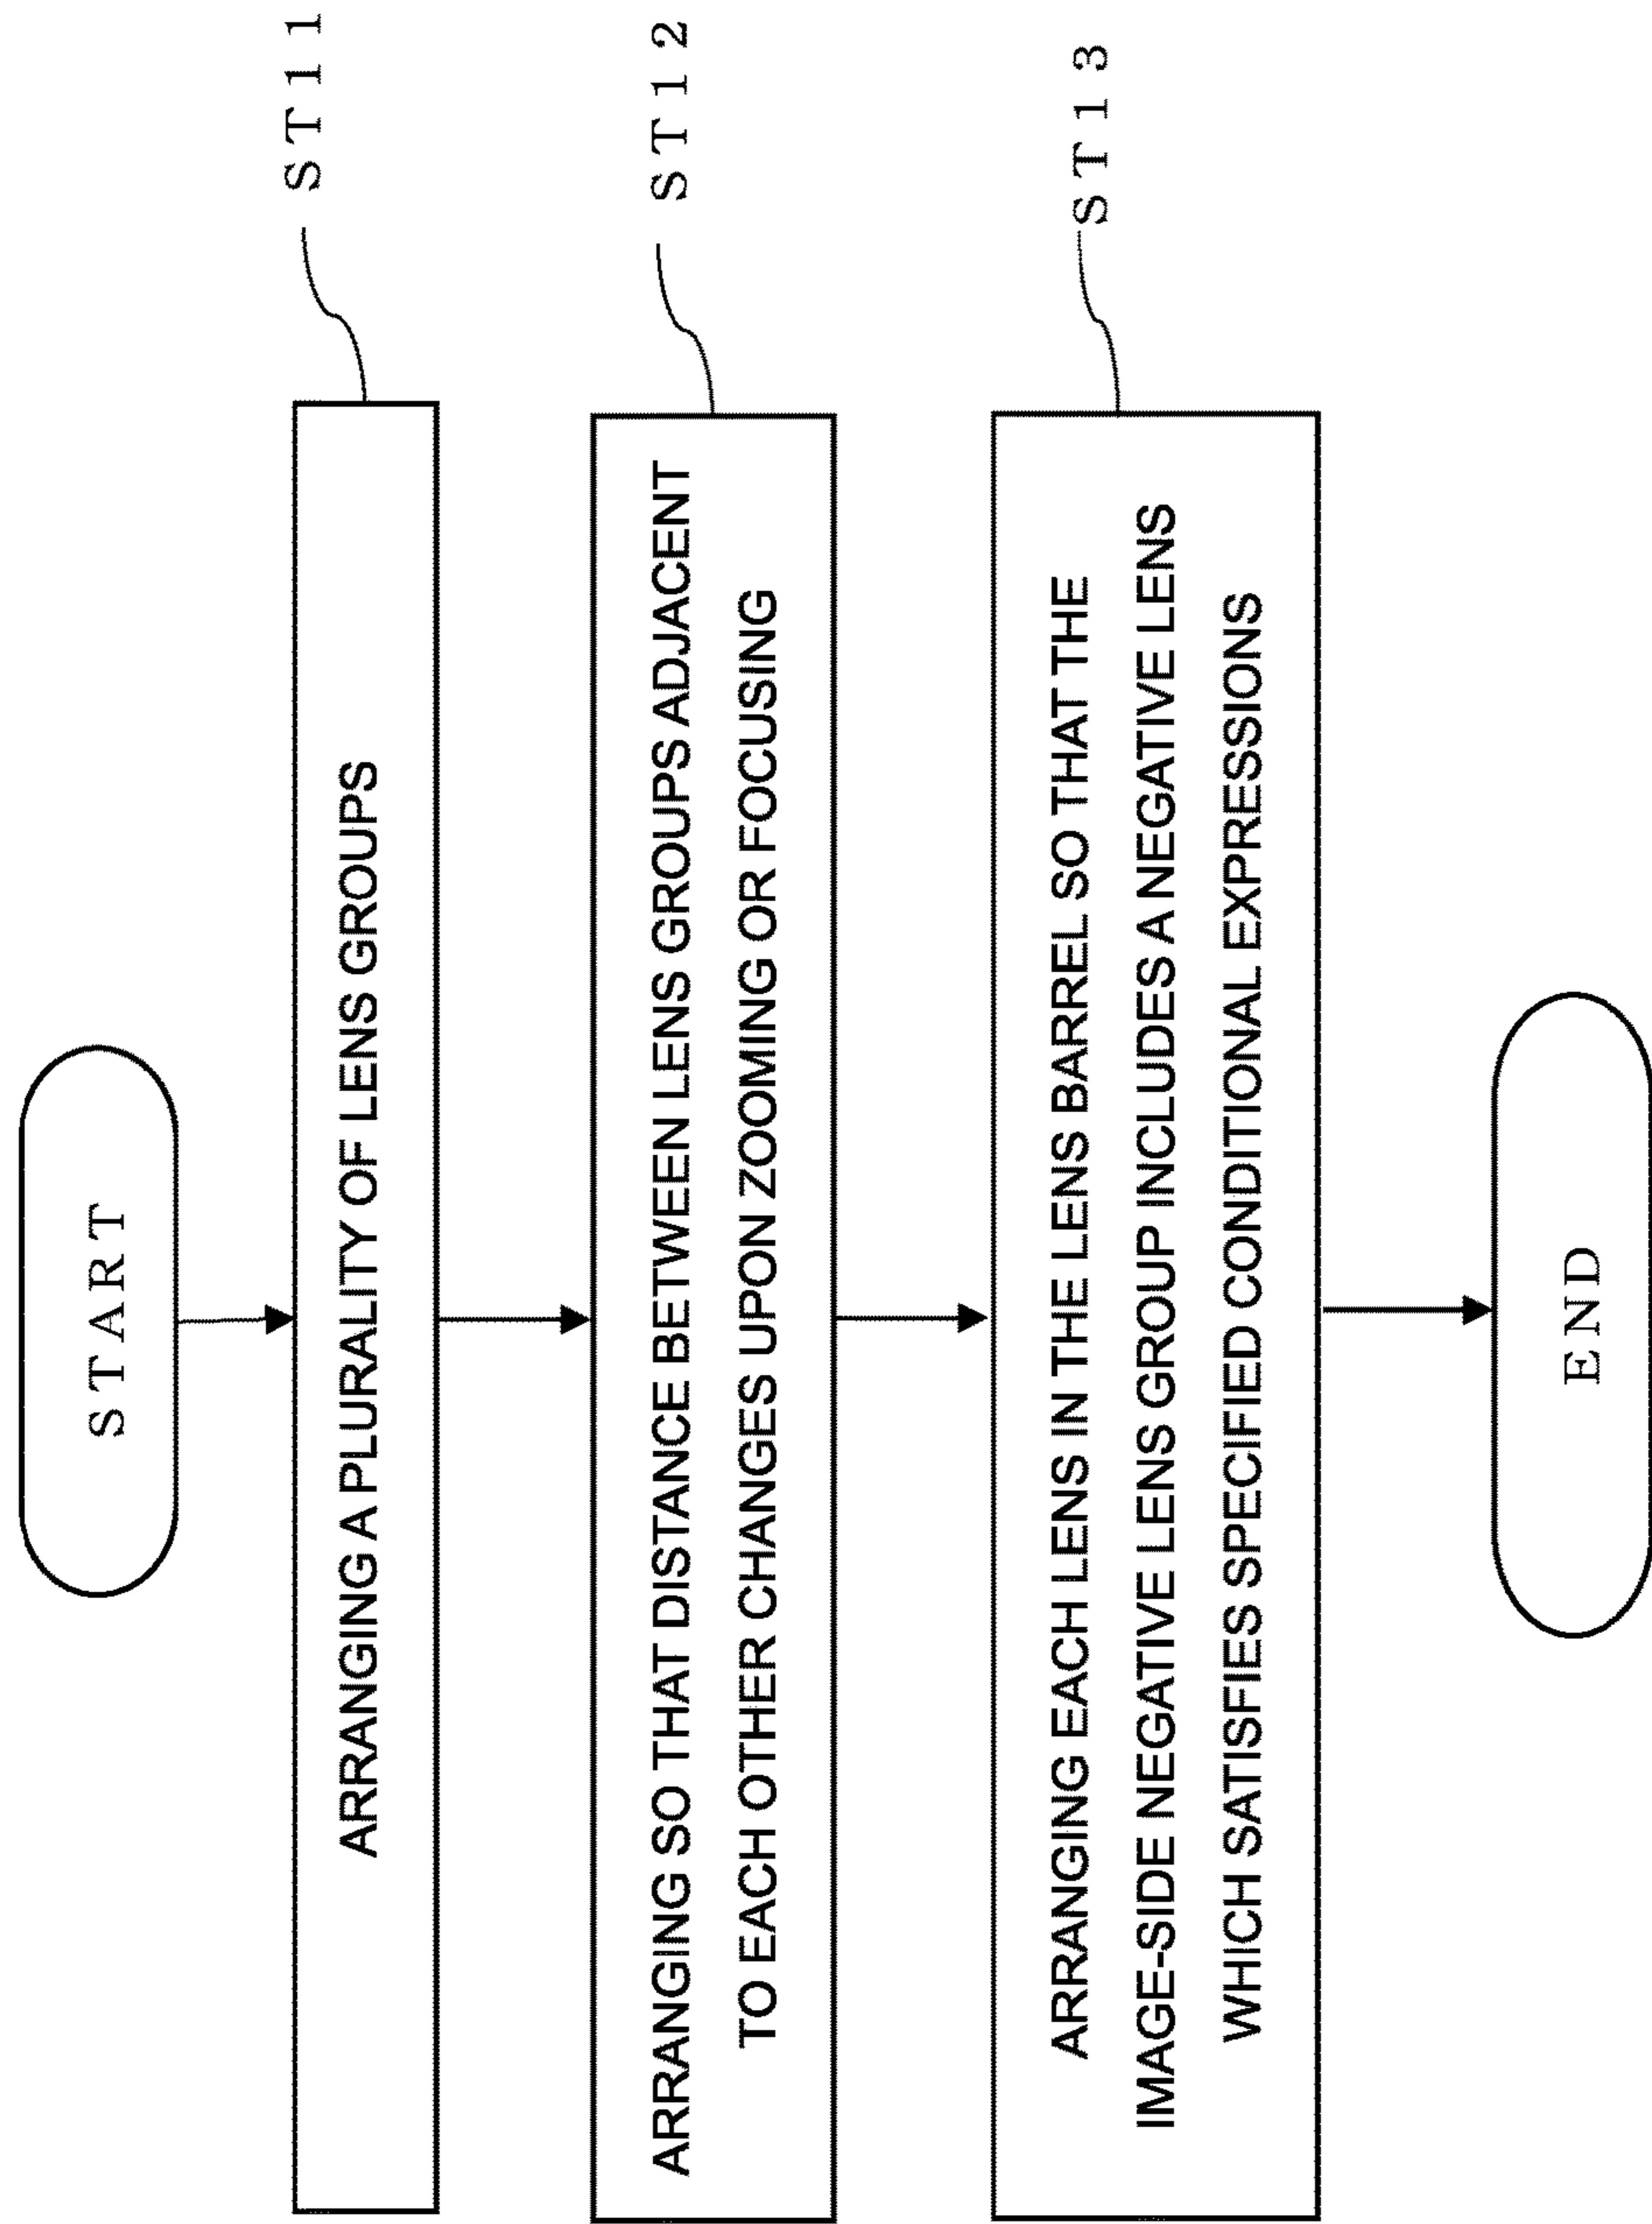 START
ARRANGING A PLURALITY OF LENS GROUPS
ST11
ARRANGING SO THAT DISTANCE BETWEEN LENS GROUPS ADJACENT
TO EACH OTHER CHANGES UPON ZOOMING OR FOCUSING
ST12
ARRANGING EACH LENS IN THE LENS BARREL SO THAT THE
IMAGE-SIDE NEGATIVE LENS GROUP INCLUDES A NEGATIVE LENS
WHICH SATISFIES SPECIFIED CONDITIONAL EXPRESSIONS
ST13
END